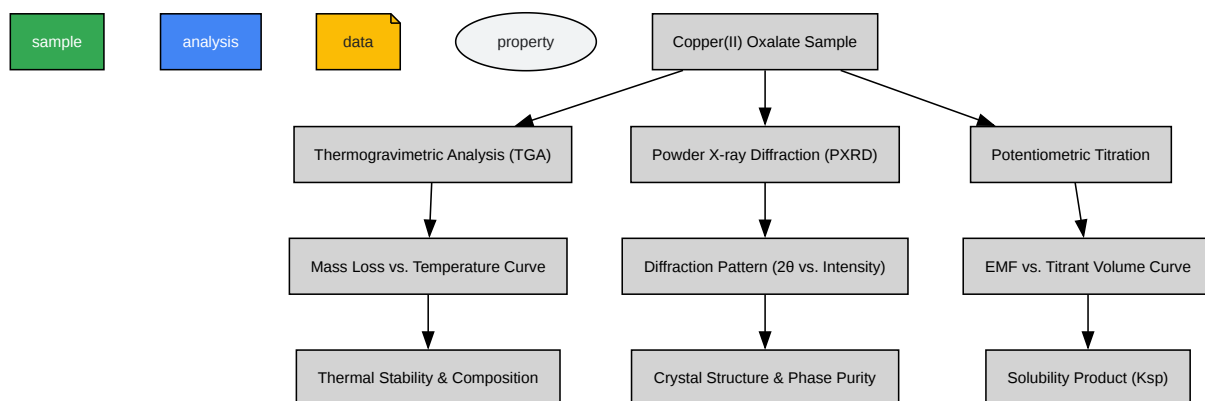 sample
analysis
data
property
Copper(II) Oxalate Sample
Thermogravimetric Analysis (TGA)
Powder X-ray Diffraction (PXRD)
Potentiometric Titration
Mass Loss vs. Temperature Curve
Diffraction Pattern (2θ vs. Intensity)
EMF vs. Titrant Volume Curve
Thermal Stability & Composition
Crystal Structure & Phase Purity
Solubility Product (Ksp)